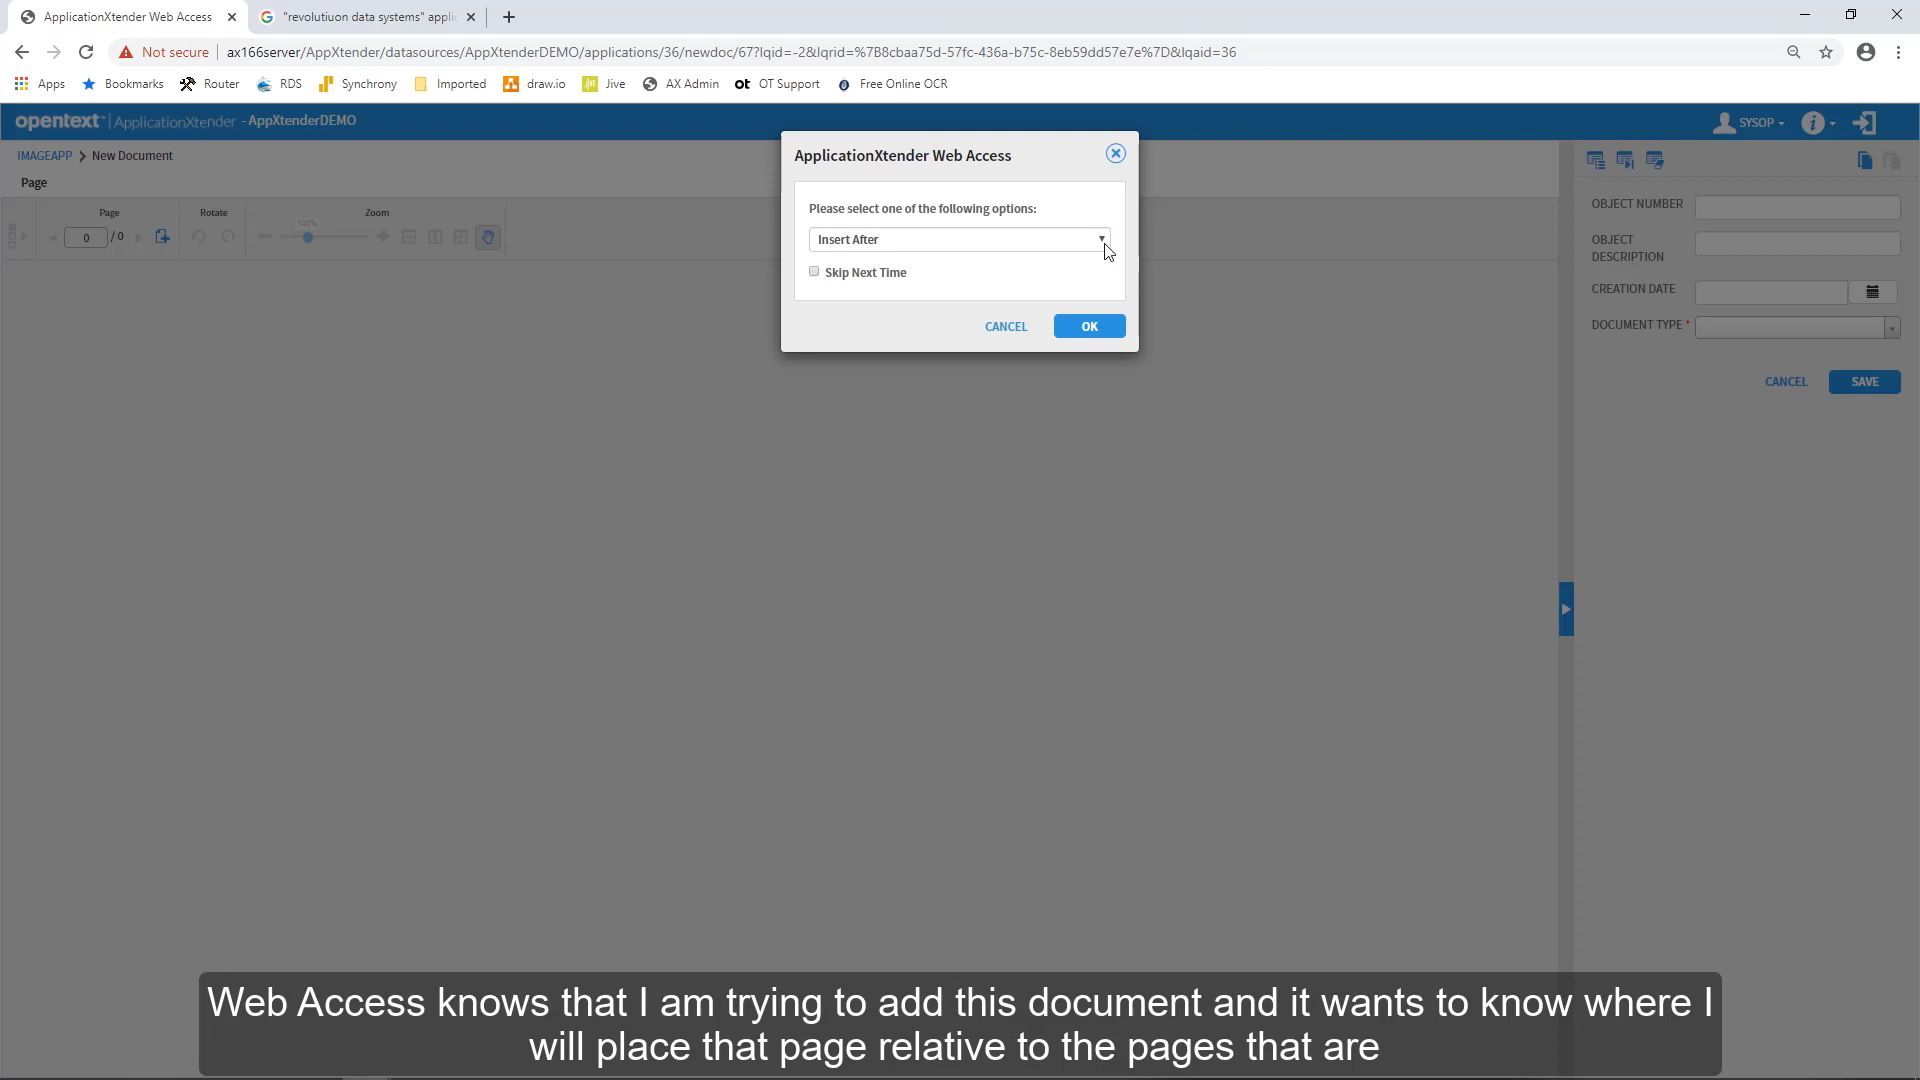 ApplicationXtender Web Access
"revolutiuon data systems" applic
Not secure
ax166server/AppXtender/datasources/AppXtenderDEMO/applications/36/newdoc/67?lqid=-2&lqrid=%7B8cbaa75d-57fc-436a-b75c-8eb59dd57e7e%7D&lqaid=36
Apps
Bookmarks
Router
RDS
Synchrony
Imported
draw.io
Jive
AX Admin
ot OT Support
Free Online OCR
opentext™ | ApplicationXtender - AppXtenderDEMO
SYSOP
IMAGEAPP > New Document
Page
Page
Rotate
Zoom
0 / 0
100%
ApplicationXtender Web Access
Please select one of the following options:
Insert After
Skip Next Time
CANCEL
OK
OBJECT NUMBER
OBJECT
DESCRIPTION
CREATION DATE
DOCUMENT TYPE *
CANCEL
SAVE
Web Access knows that I am trying to add this document and it wants to know where I
will place that page relative to the pages that are